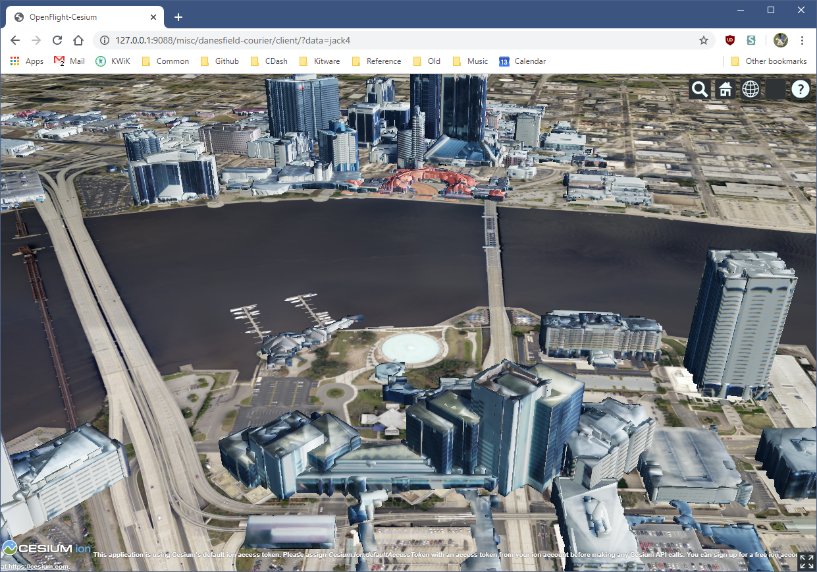 OpenFlight-Cesium
127.0.0.1:9088/misc/danesfield-courier/client/?data=jack4
Apps Mail KWiK Common Github CDash Kitware Reference Old Music 13 Calendar Other bookmarks
?
CESIUM ion
This application is using Cesium's default ion access token. Please assign Cesium.Ion.defaultAccessToken with an access token from your ion account before making any Cesium API calls. You can sign up for a free ion accou
at https://cesium.com.